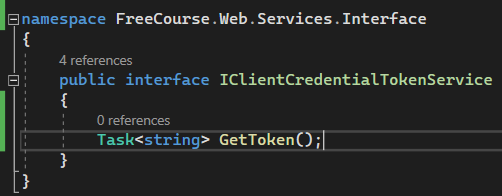 namespace FreeCourse.Web.Services.Interface
{
4 references
public interface IClientCredentialTokenService
{
0 references
Task<string> GetToken();
}
}